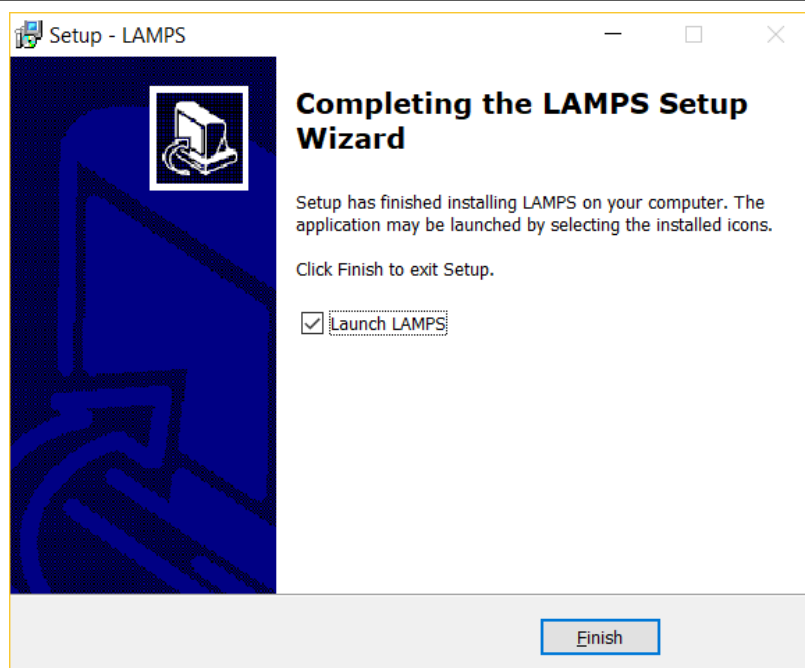 Setup - LAMPS
Completing the LAMPS Setup
Wizard
Setup has finished installing LAMPS on your computer. The
application may be launched by selecting the installed icons.
Click Finish to exit Setup.
Launch LAMPS
Finish